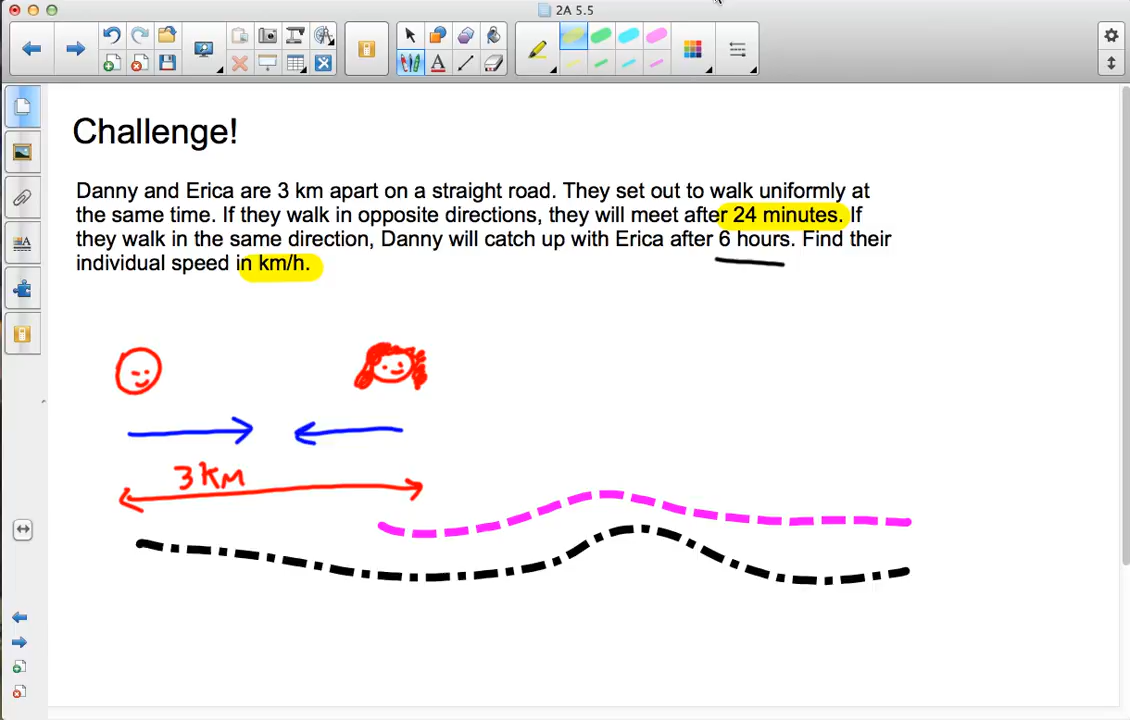 2A 5.5
Challenge!
Danny and Erica are 3 km apart on a straight road. They set out to walk uniformly at
the same time. If they walk in opposite directions, they will meet after 24 minutes. If
they walk in the same direction, Danny will catch up with Erica after 6 hours. Find their
individual speed in km/h.
3KM